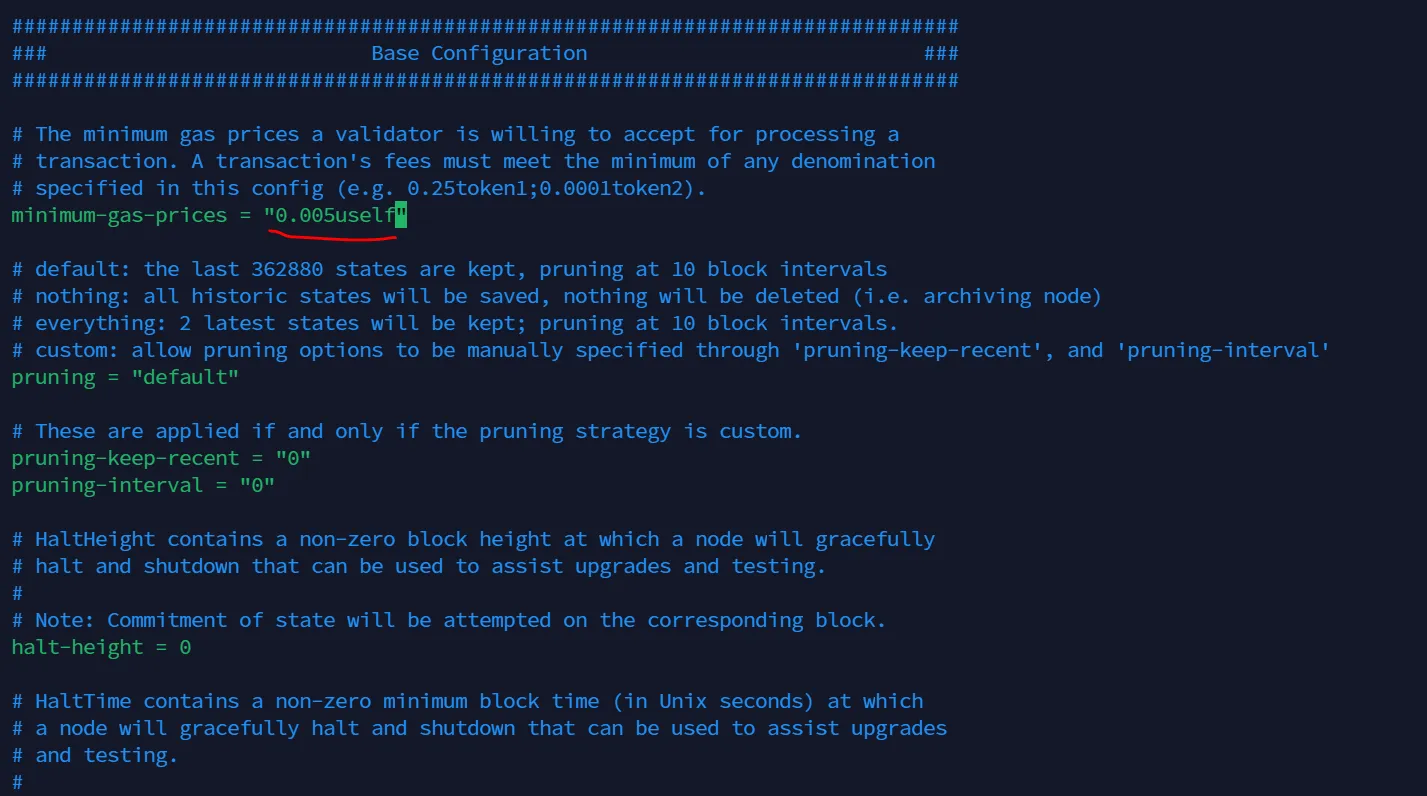 ###############################################################################
###                           Base Configuration                            ###
###############################################################################
# The minimum gas prices a validator is willing to accept for processing a
# transaction. A transaction's fees must meet the minimum of any denomination
# specified in this config (e.g. 0.25token1;0.0001token2).
minimum-gas-prices = "0.005uself"
# default: the last 362880 states are kept, pruning at 10 block intervals
# nothing: all historic states will be saved, nothing will be deleted (i.e. archiving node)
# everything: 2 latest states will be kept; pruning at 10 block intervals.
# custom: allow pruning options to be manually specified through 'pruning-keep-recent', and 'pruning-interval'
pruning = "default"
# These are applied if and only if the pruning strategy is custom.
pruning-keep-recent = "0"
pruning-interval = "0"
# HaltHeight contains a non-zero block height at which a node will gracefully
# halt and shutdown that can be used to assist upgrades and testing.
#
# Note: Commitment of state will be attempted on the corresponding block.
halt-height = 0
# HaltTime contains a non-zero minimum block time (in Unix seconds) at which
# a node will gracefully halt and shutdown that can be used to assist upgrades
# and testing.
#